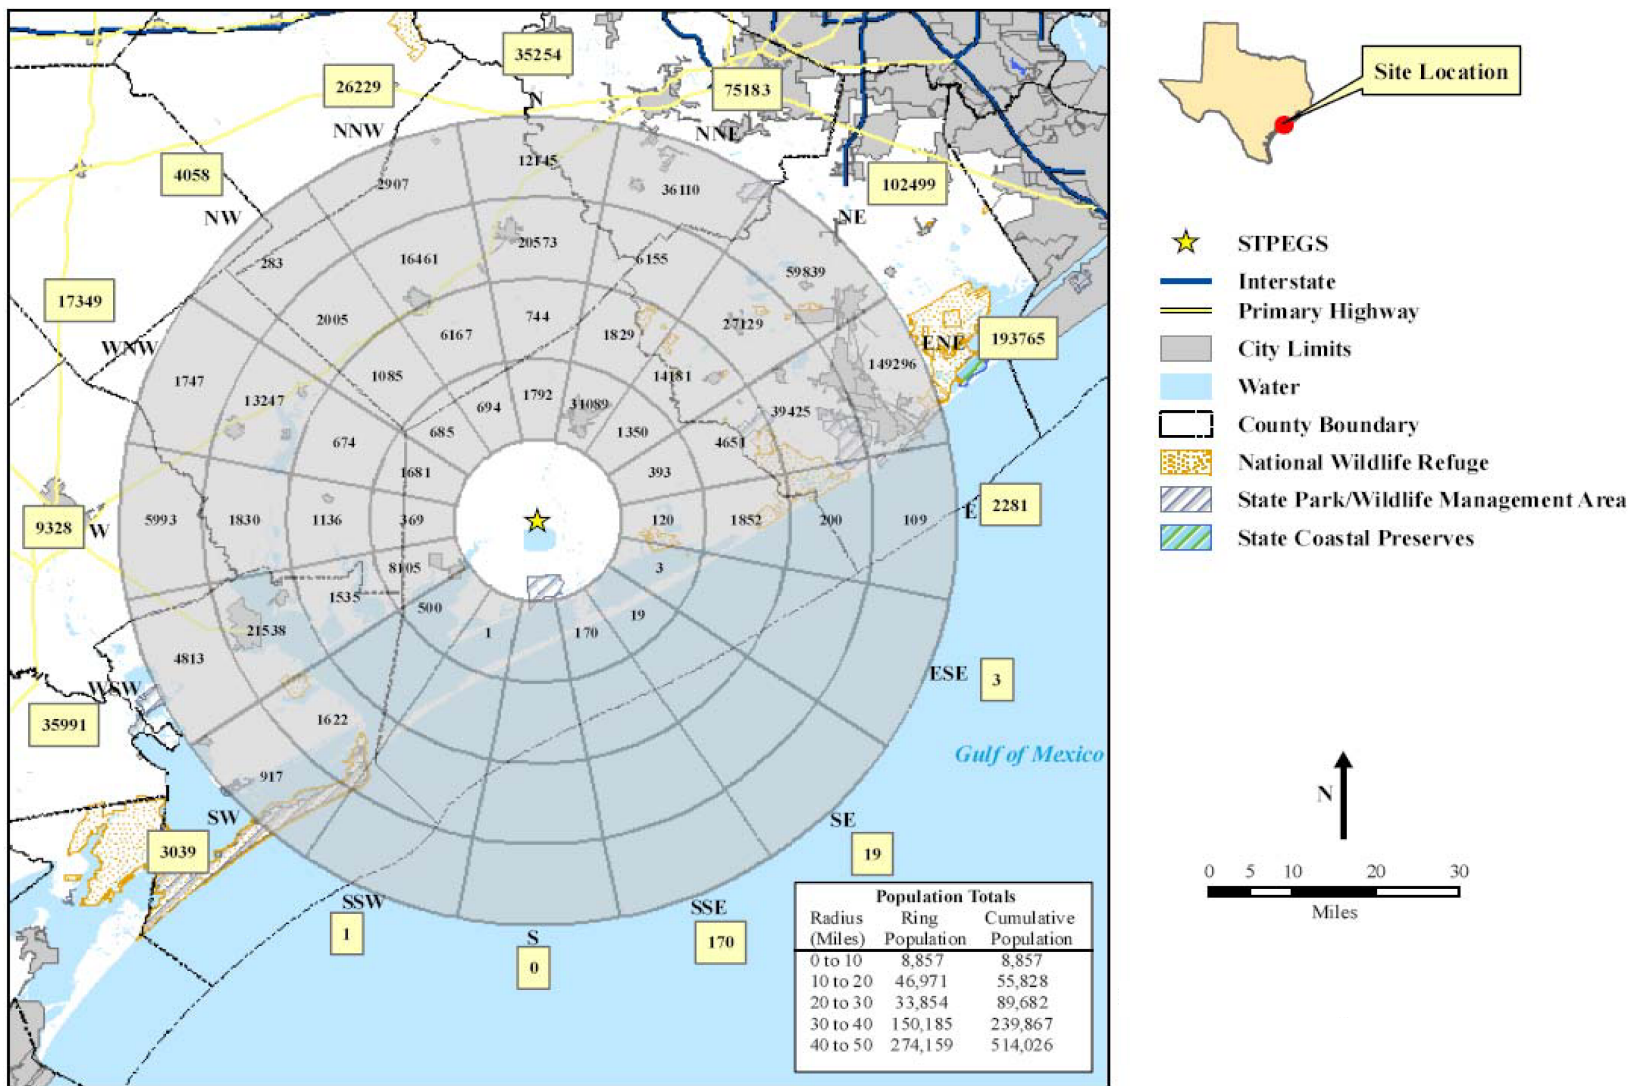 35254
26229
75183
N
NNW
NNE
4058
12145
102499
2907
36110
NW
NE
20573
283
16461
6155
59839
17349
2005
744
27129
193765
6167
1829
ENE
WNW
149296
1747
1085
14181
13247
694
1792
31089
39425
674
685
1350
4651
1681
393
9328
W
5993
1830
1136
369
120
1852
200
109
E
2281
8105
3
1535
500
19
21538
1
170
4813
ESE
3
WSW
35991
1622
Gulf of Mexico
917
SW
SE
3039
19
SSW
SSE
1
S
170
0
Population Totals
Radius Ring Cumulative
(Miles) Population Population
0 to 10 8,857 8,857
10 to 20 46,971 55,828
20 to 30 33,854 89,682
30 to 40 150,185 239,867
40 to 50 274,159 514,026
Site Location
STPEGS
Interstate
Primary Highway
City Limits
Water
County Boundary
National Wildlife Refuge
State Park/Wildlife Management Area
State Coastal Preserves
N
0 5 10 20 30
Miles